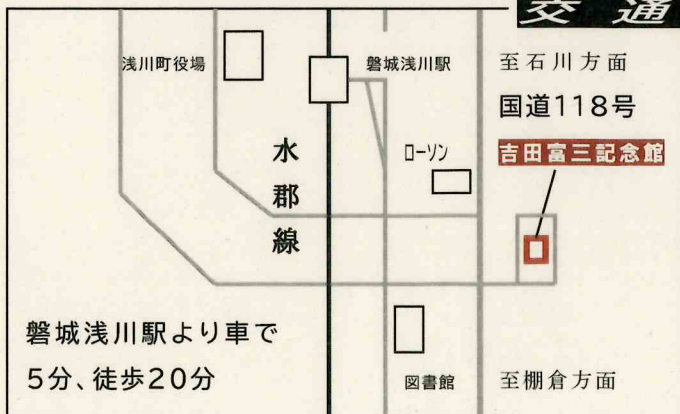 交 通
浅川町役場
磐城浅川駅
至石川方面
国道118号
吉田富三記念館
ローソン
水郡線
磐城浅川駅より車で
5分、徒歩20分
図書館
至棚倉方面